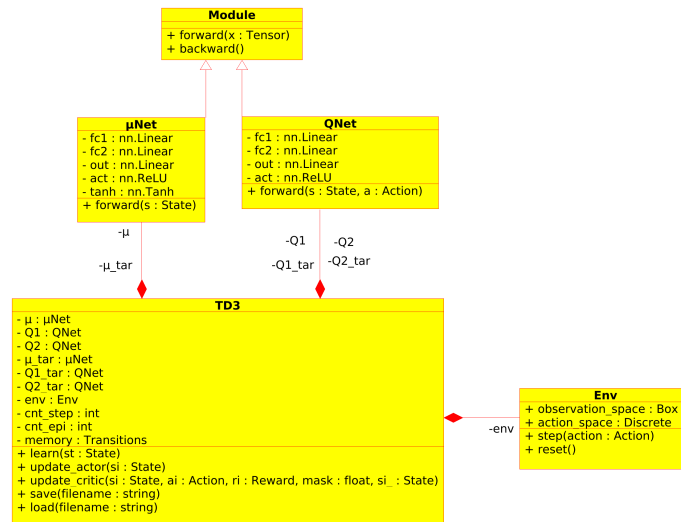 Module
+ forward(x : Tensor)
+ backward()
μNet
- fc1 : nn.Linear
- fc2 : nn.Linear
- out : nn.Linear
- act : nn.ReLU
- tanh : nn.Tanh
+ forward(s : State)
QNet
- fc1 : nn.Linear
- fc2 : nn.Linear
- out : nn.Linear
- act : nn.ReLU
+ forward(s : State, a : Action)
-μ
-μ_tar
-Q1
-Q2
-Q1_tar
-Q2_tar
TD3
- μ : μNet
- Q1 : QNet
- Q2 : QNet
- μ_tar : μNet
- Q1_tar : QNet
- Q2_tar : QNet
- env : Env
- cnt_step : int
- cnt_epi : int
- memory : Transitions
+ learn(st : State)
+ update_actor(si : State)
+ update_critic(si : State, ai : Action, ri : Reward, mask : float, si_ : State)
+ save(filename : string)
+ load(filename : string)
-env
Env
+ observation_space : Box
+ action_space : Discrete
+ step(action : Action)
+ reset()